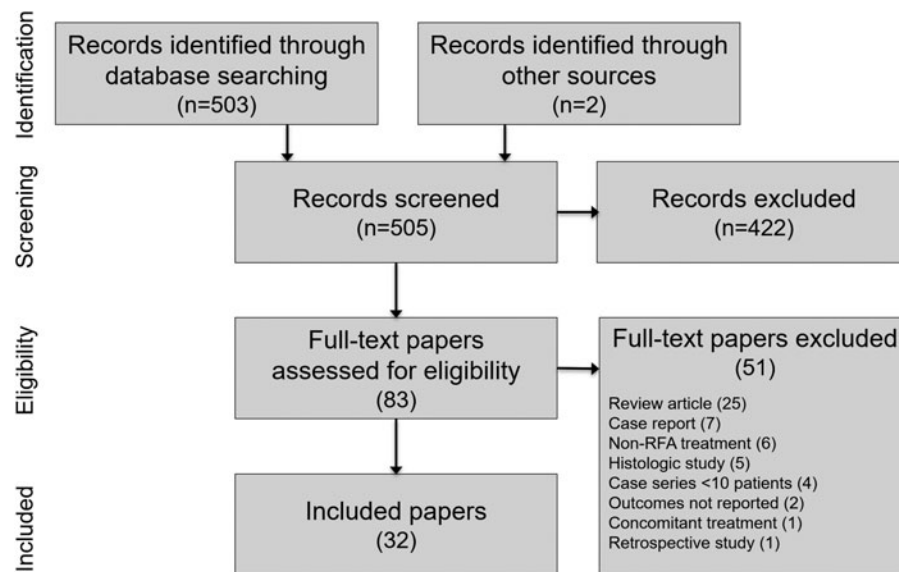 Identification
Records identified through
database searching
(n=503)
Records identified through
other sources
(n=2)
Screening
Records screened
(n=505)
Records excluded
(n=422)
Eligibility
Full-text papers
assessed for eligibility
(83)
Full-text papers excluded
(51)
Review article (25)
Case report (7)
Non-RFA treatment (6)
Histologic study (5)
Case series <10 patients (4)
Outcomes not reported (2)
Concomitant treatment (1)
Retrospective study (1)
Included
Included papers
(32)